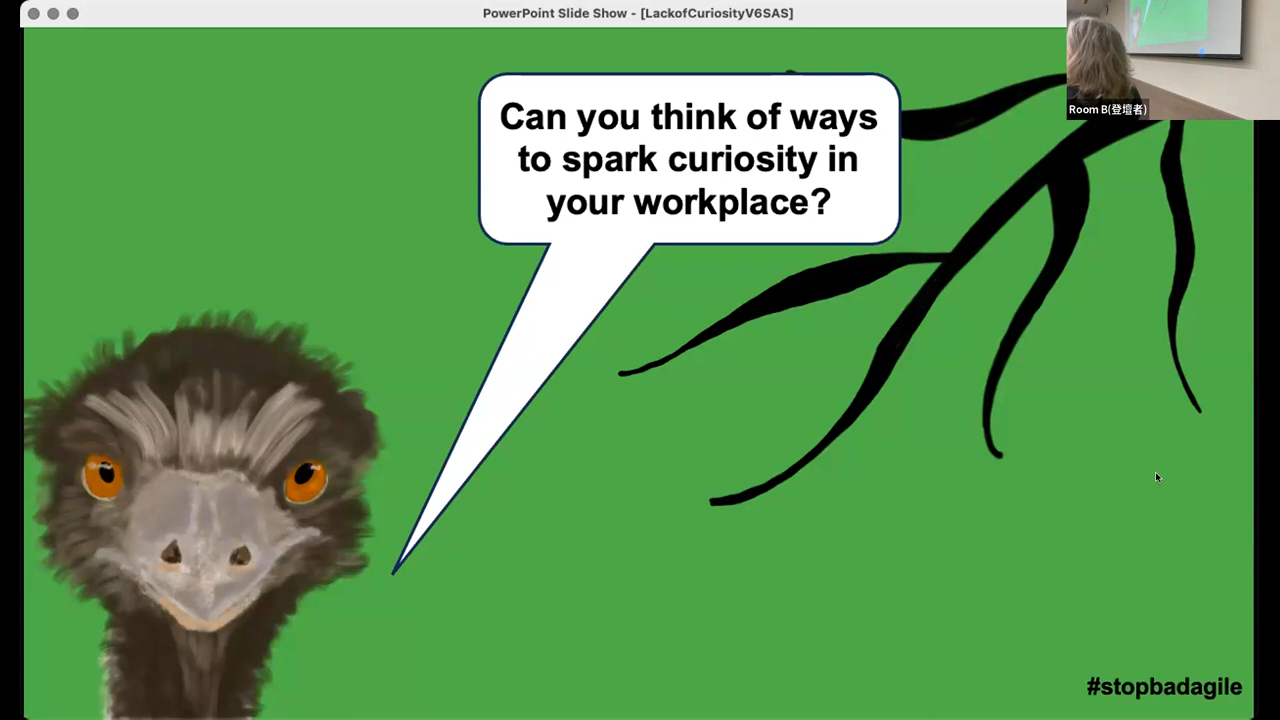 PowerPoint Slide Show - [LackofCuriosityV6SAS]
Room B(登壇者)
Can you think of ways
to spark curiosity in
your workplace?
#stopbadagile